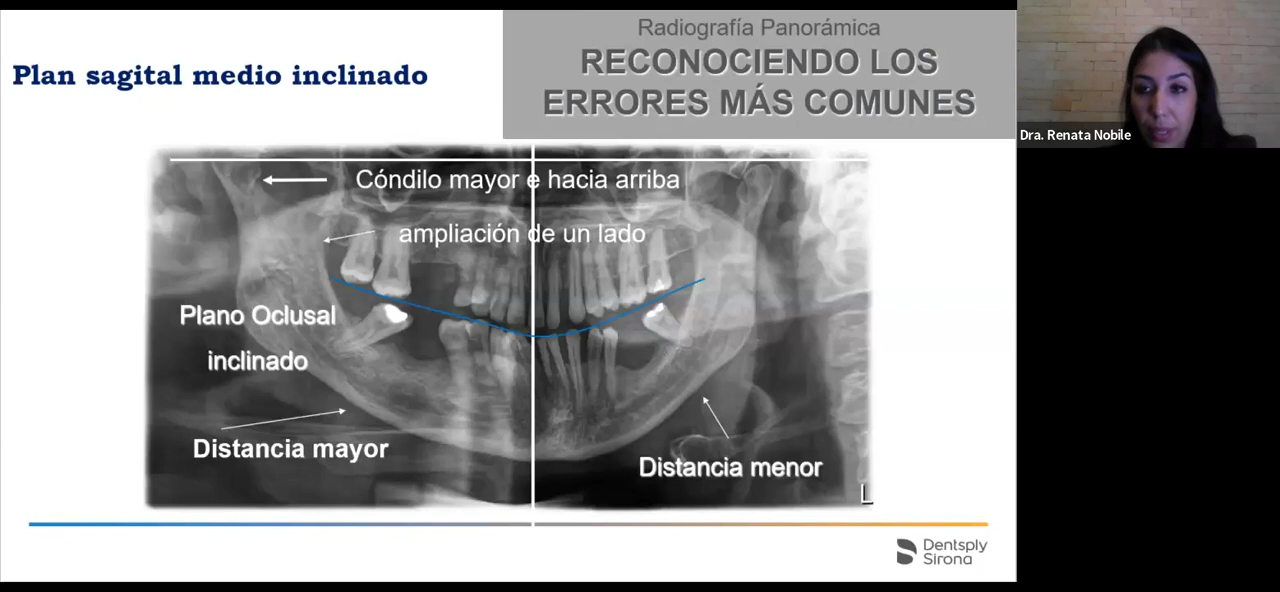 Radiografía Panorámica
RECONOCIENDO LOS
ERRORES MÁS COMUNES
Plan sagital medio inclinado
Dra. Renata Nobile
Cóndilo mayor e hacia arriba
ampliación de un lado
Plano Oclusal
inclinado
Distancia mayor
Distancia menor
L
Dentsply
Sirona